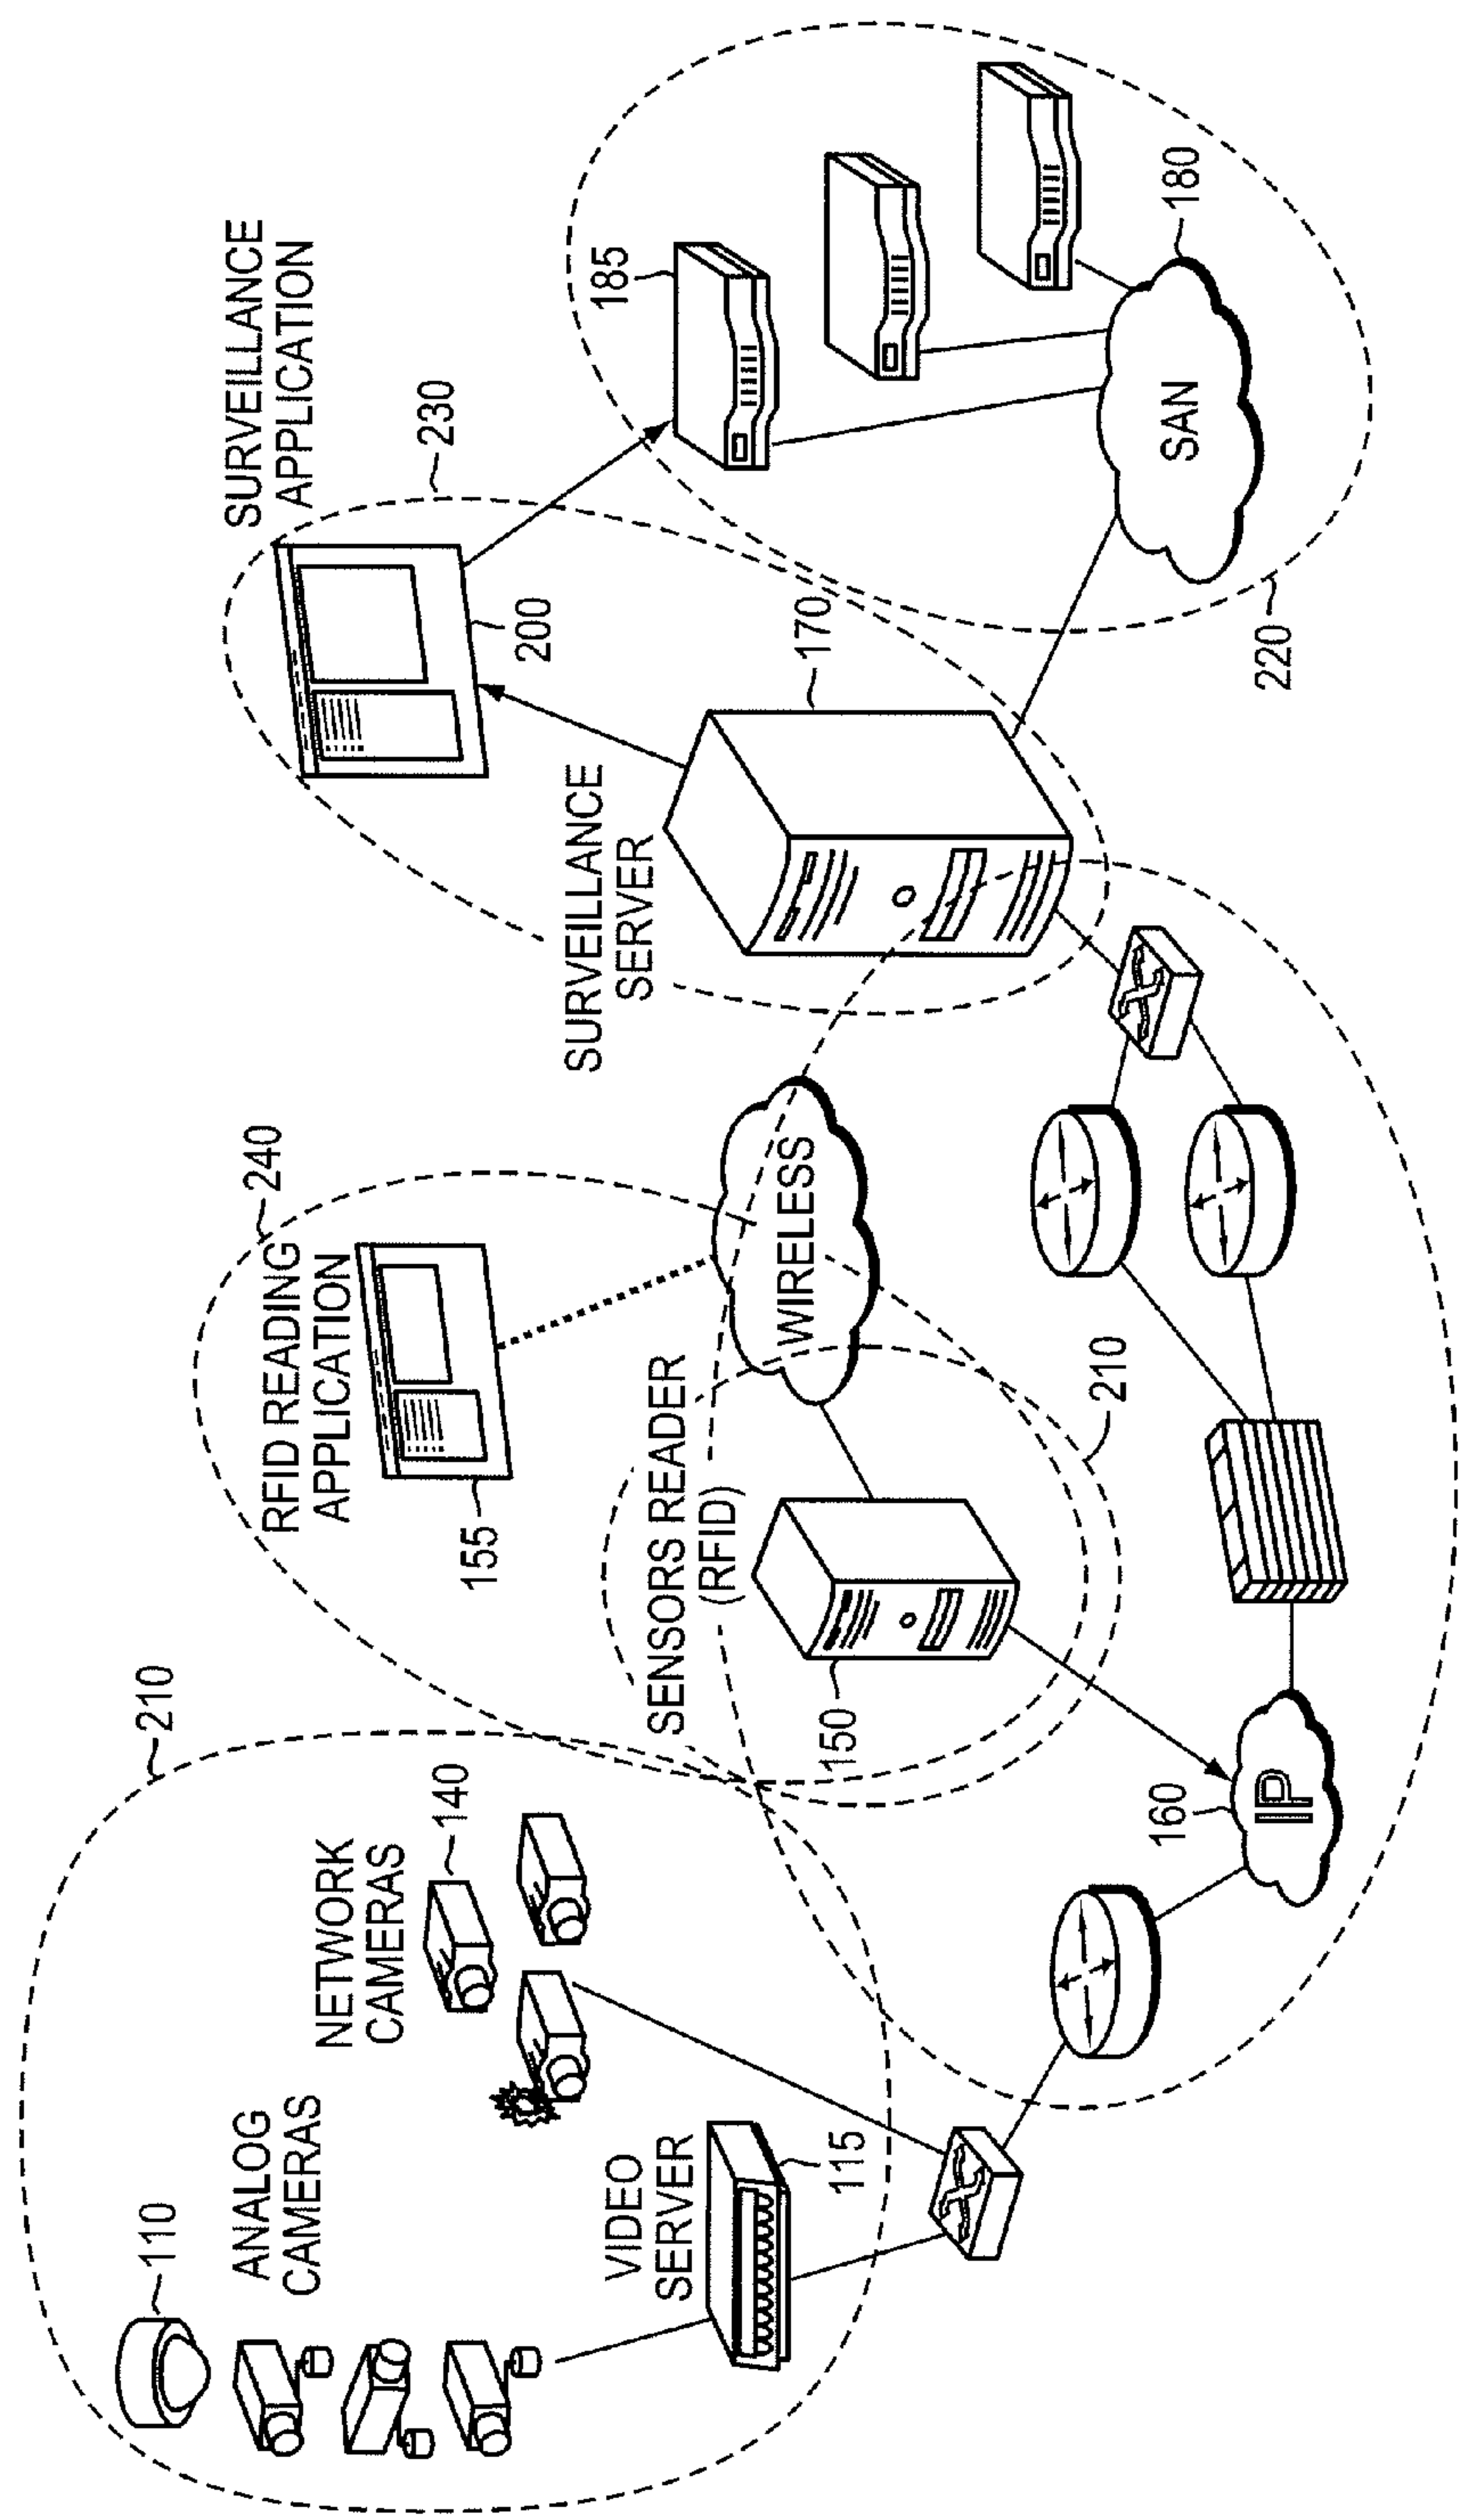 110
ANALOG
CAMERAS
NETWORK
CAMERAS
140
210
VIDEO
SERVER
115
RFID READING
APPLICATION
240
155
SENSORS READER
(RFID)
150
210
WIRELESS
160
IP
SURVEILLANCE
APPLICATION
230
200
SURVEILLANCE
SERVER
170
185
SAN
180
220